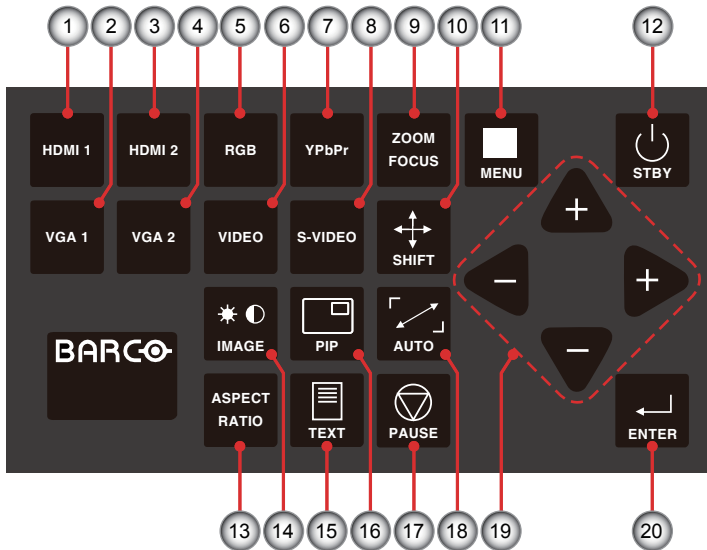 1 2 3 4 5 6 7 8 9 10 11 12
HDMI 1 HDMI 2 RGB YPbPr ZOOM
FOCUS MENU STBY
VGA 1 VGA 2 VIDEO S-VIDEO SHIFT
+
− +
−
BARCO IMAGE PIP AUTO
ASPECT
RATIO TEXT PAUSE ENTER
13 14 15 16 17 18 19 20